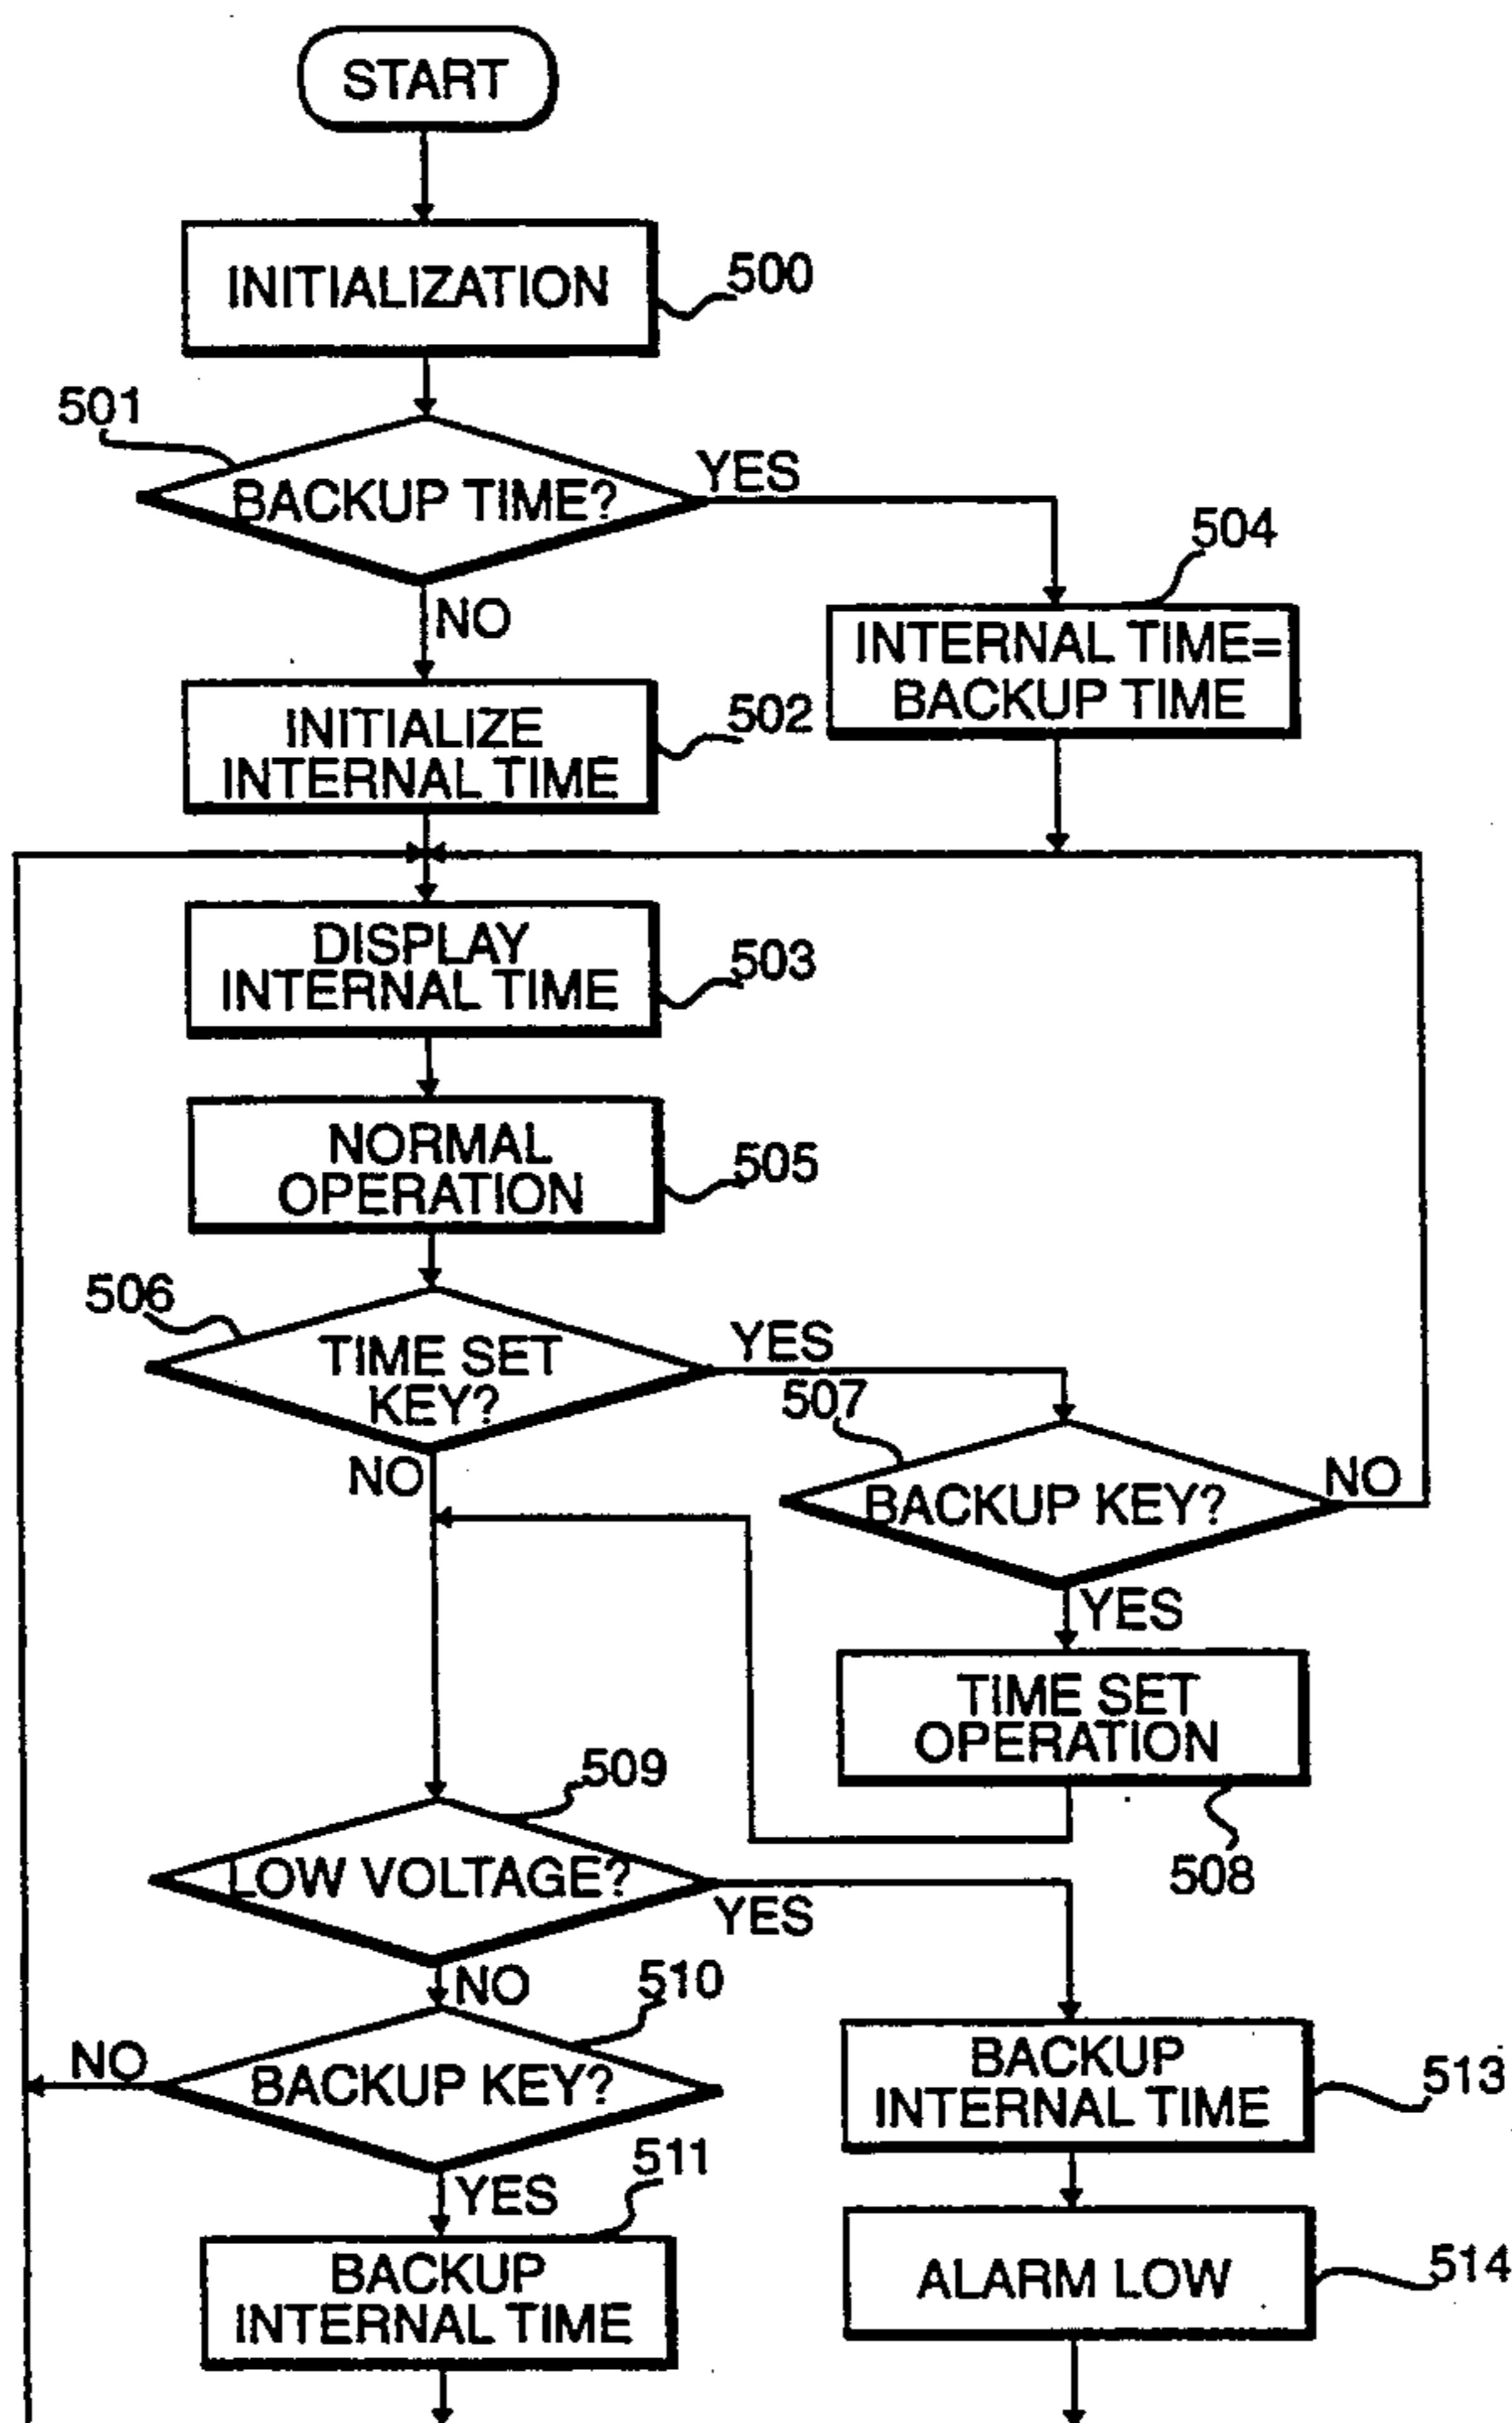 START
INITIALIZATION
500
501
BACKUP TIME?
YES
NO
504
INTERNAL TIME=
BACKUP TIME
INITIALIZE
INTERNAL TIME
502
DISPLAY
INTERNAL TIME
503
NORMAL
OPERATION
505
506
TIME SET
KEY?
YES
NO
507
BACKUP KEY?
NO
YES
TIME SET
OPERATION
508
509
LOW VOLTAGE?
YES
NO
510
BACKUP KEY?
NO
YES
511
BACKUP
INTERNAL TIME
BACKUP
INTERNAL TIME
513
ALARM LOW
514